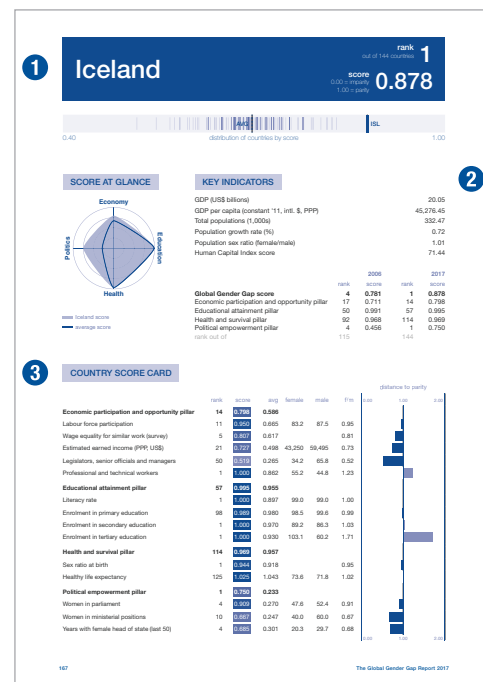 1
Iceland
rank
out of 144 countries
1
score
0.00 = imparity
1.00 = parity
0.878
AVG
ISL
0.40
distribution of countries by score
1.00
2
SCORE AT GLANCE
Economy
Politics
Education
Health
Iceland score
average score
KEY INDICATORS
GDP (US$ billions) 20.05
GDP per capita (constant '11, intl. $, PPP) 45,276.45
Total populations (1,000s) 332.47
Population growth rate (%) 0.72
Population sex ratio (female/male) 1.01
Human Capital Index score 71.44
2006 2017
rank score rank score
Global Gender Gap score 4 0.781 1 0.878
Economic participation and opportunity pillar 17 0.711 14 0.798
Educational attainment pillar 50 0.991 57 0.995
Health and survival pillar 92 0.968 114 0.969
Political empowerment pillar 4 0.456 1 0.750
rank out of 115 144
3
COUNTRY SCORE CARD
distance to parity
rank score avg female male f/m 0.00 1.00 2.00
Economic participation and opportunity pillar 14 0.798 0.586
Labour force participation 11 0.950 0.665 83.2 87.5 0.95
Wage equality for similar work (survey) 5 0.807 0.617 0.81
Estimated earned income (PPP, US$) 21 0.727 0.498 43,250 59,495 0.73
Legislators, senior officials and managers 50 0.519 0.265 34.2 65.8 0.52
Professional and technical workers 1 1.000 0.862 55.2 44.8 1.23
Educational attainment pillar 57 0.995 0.955
Literacy rate 1 1.000 0.897 99.0 99.0 1.00
Enrolment in primary education 98 0.989 0.980 98.5 99.6 0.99
Enrolment in secondary education 1 1.000 0.970 89.2 86.3 1.03
Enrolment in tertiary education 1 1.000 0.930 103.1 60.2 1.71
Health and survival pillar 114 0.969 0.957
Sex ratio at birth 1 0.944 0.918 0.95
Healthy life expectancy 125 1.025 1.043 73.6 71.8 1.02
Political empowerment pillar 1 0.750 0.233
Women in parliament 4 0.909 0.270 47.6 52.4 0.91
Women in ministerial positions 10 0.667 0.247 40.0 60.0 0.67
Years with female head of state (last 50) 4 0.685 0.301 20.3 29.7 0.68
0.00 1.00 2.00
167
The Global Gender Gap Report 2017